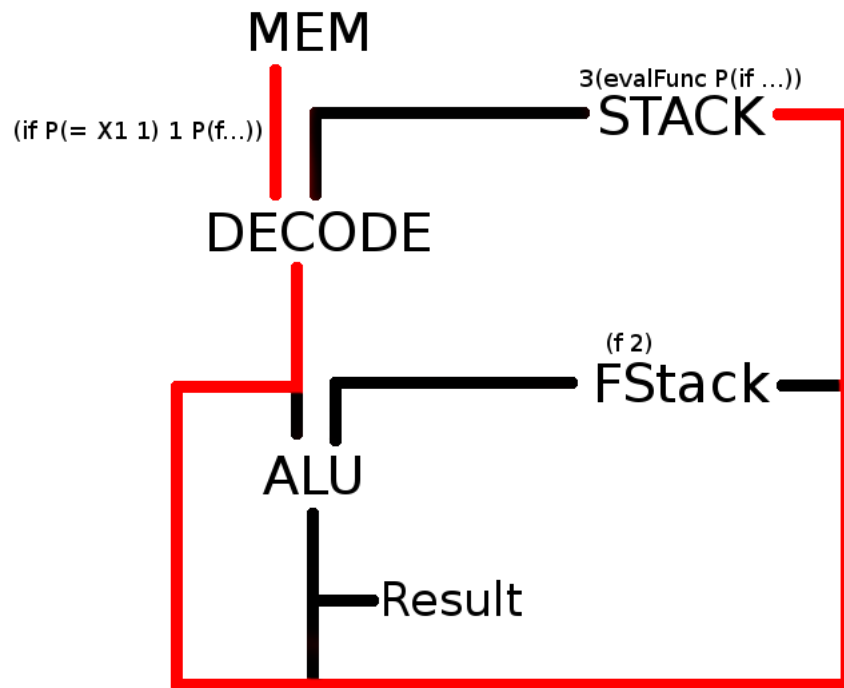 MEM
3(evalFunc P(if ...))
STACK
(if P(= X1 1) 1 P(f...))
DECODE
(f 2)
FStack
ALU
Result